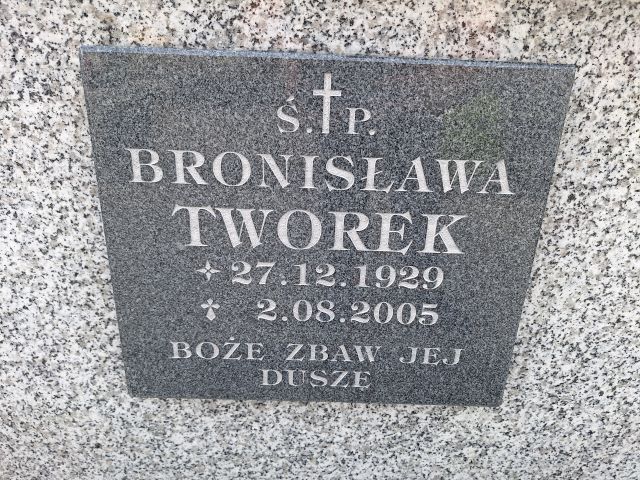 Ś. P.
BRONISŁAWA
TWOREK
27.12.1929
2.08.2005
BOŻE ZBAW JEJ
DUSZE